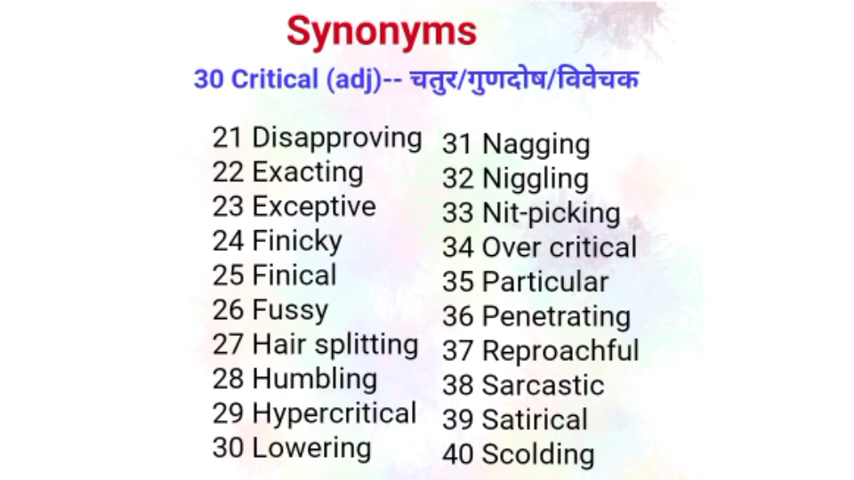 Synonyms
30 Critical (adj)-- चतुर/गुणदोष/विवेचक
21 Disapproving
22 Exacting
23 Exceptive
24 Finicky
25 Finical
26 Fussy
27 Hair splitting
28 Humbling
29 Hypercritical
30 Lowering
31 Nagging
32 Niggling
33 Nit-picking
34 Over critical
35 Particular
36 Penetrating
37 Reproachful
38 Sarcastic
39 Satirical
40 Scolding